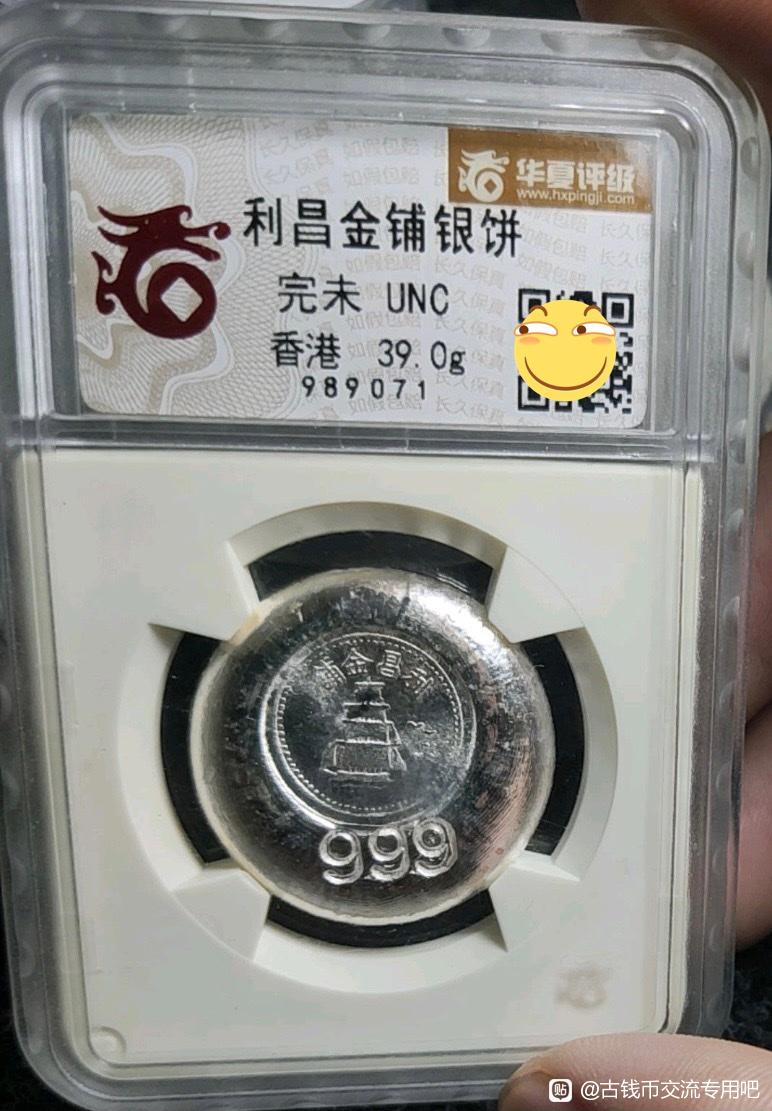 华夏评级
www.hxpingji.com
利昌金铺银饼
完未 UNC
香港 39.0g
989071
利昌金铺
999
贴 @古钱币交流专用吧